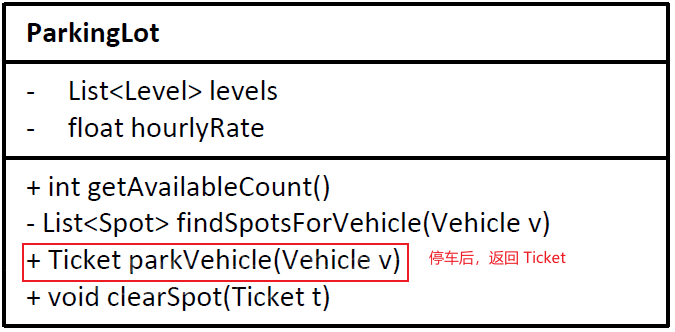 ParkingLot
- List<Level> levels
- float hourlyRate
+ int getAvailableCount()
- List<Spot> findSpotsForVehicle(Vehicle v)
+ Ticket parkVehicle(Vehicle v) 停车后，返回 Ticket
+ void clearSpot(Ticket t)